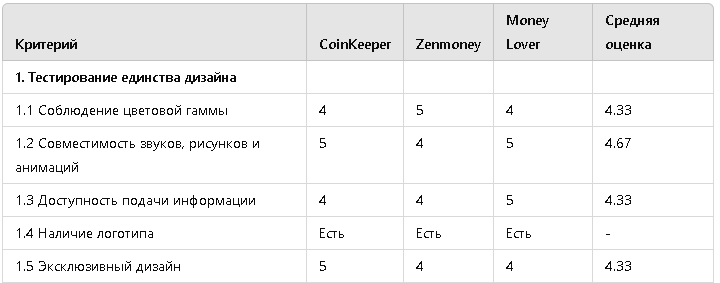 Критерий CoinKeeper Zenmoney Money Lover Средняя оценка
1. Тестирование единства дизайна
1.1 Соблюдение цветовой гаммы 4 5 4 4.33
1.2 Совместимость звуков, рисунков и анимаций 5 4 5 4.67
1.3 Доступность подачи информации 4 4 5 4.33
1.4 Наличие логотипа Есть Есть Есть -
1.5 Эксклюзивный дизайн 5 4 4 4.33